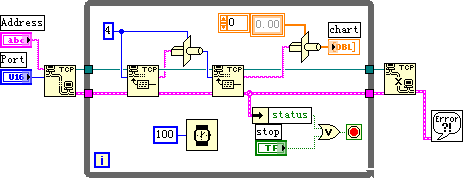 Address
abc
Port
U16
TCP
4
TCP
TCP
0
0.00
chart
DBL
TCP
100
status
stop
TF
V
i
Error
?!